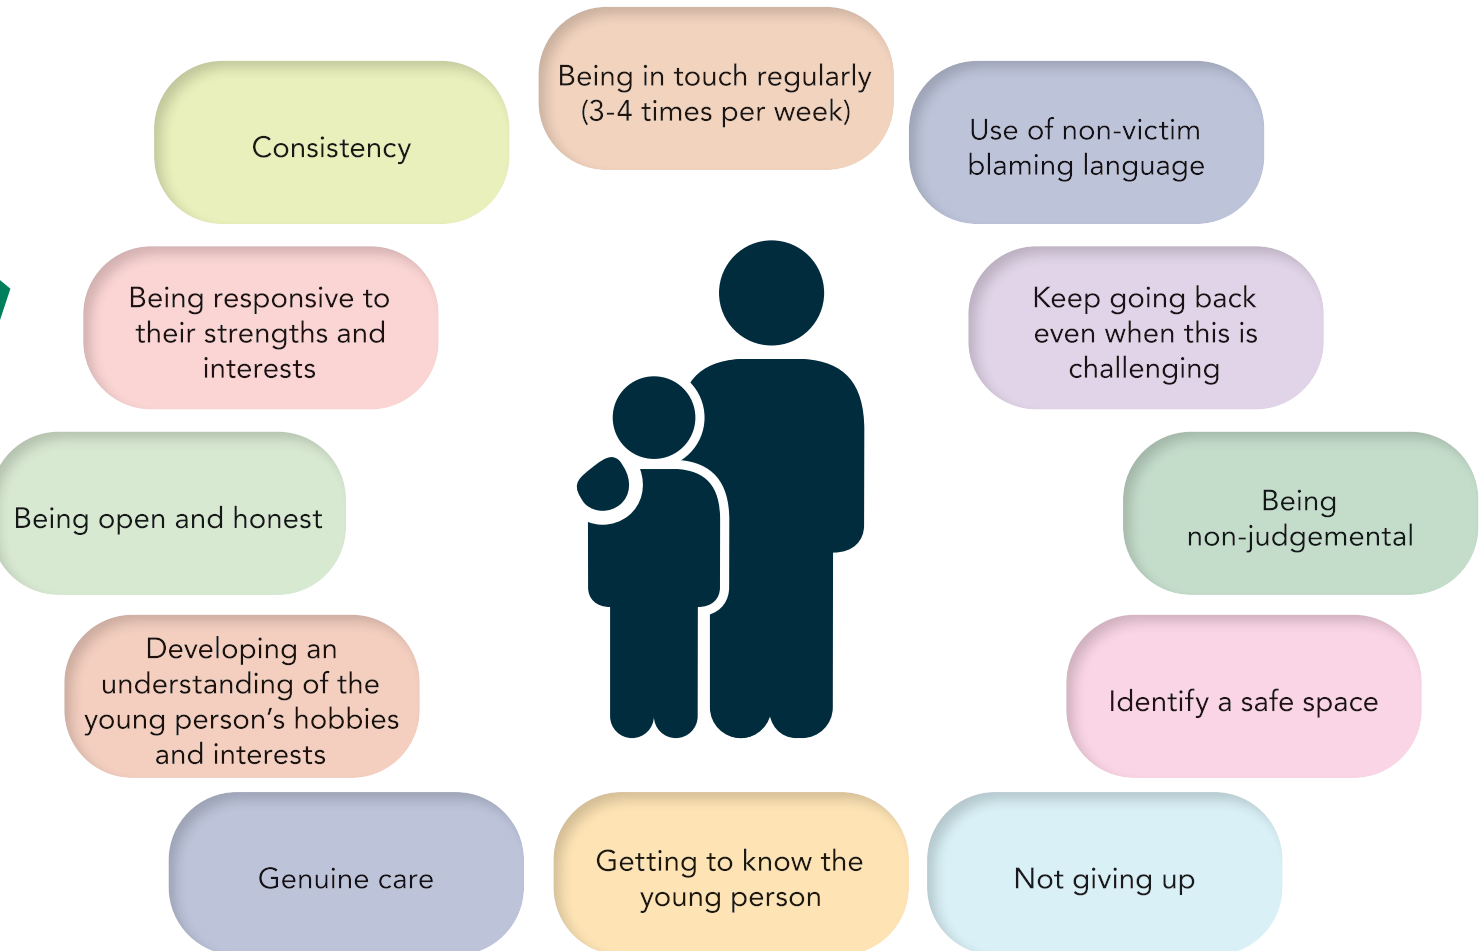 Being in touch regularly
(3-4 times per week)
Consistency
Use of non-victim
blaming language
Being responsive to
their strengths and
interests
Keep going back
even when this is
challenging
Being open and honest
Being
non-judgemental
Developing an
understanding of the
young person’s hobbies
and interests
Identify a safe space
Genuine care
Getting to know the
young person
Not giving up